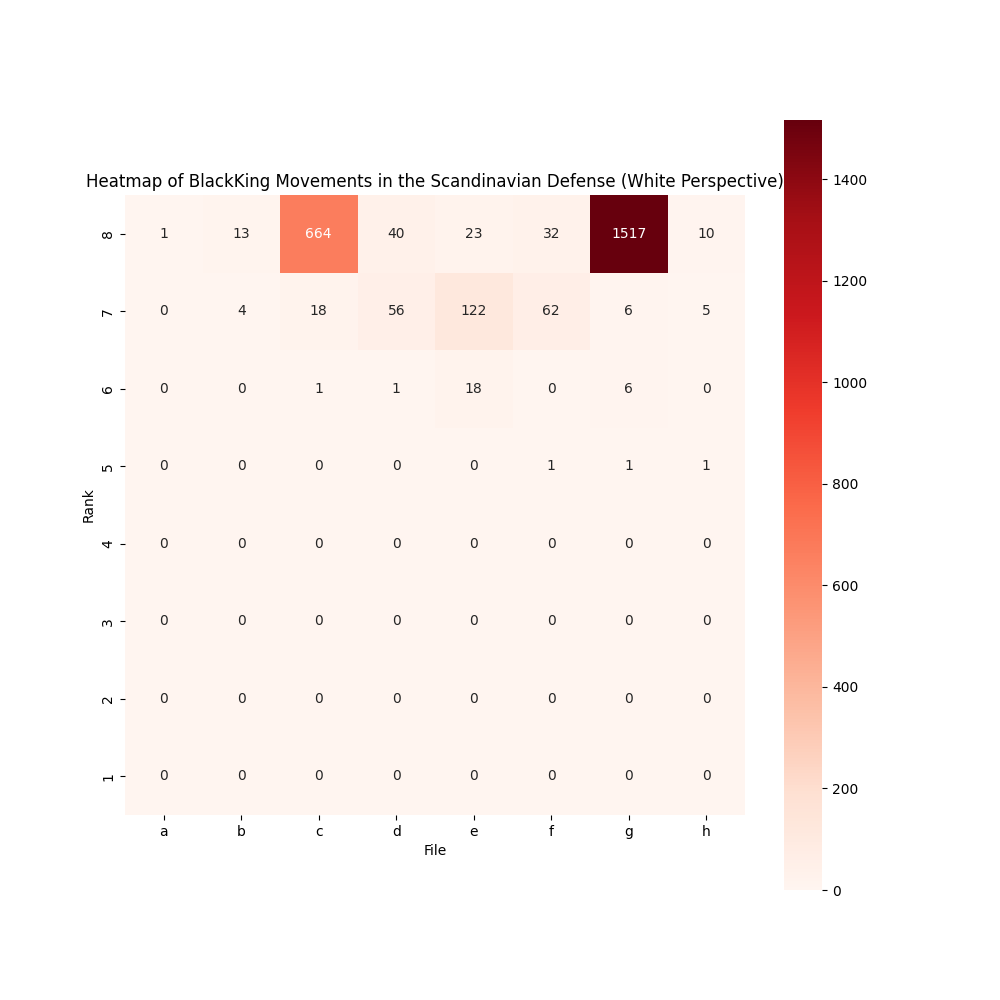 Heatmap of BlackKing Movements in the Scandinavian Defense (White Perspective)
1400
8 1 13 664 40 23 32 1517 10
1200
7 0 4 18 56 122 62 6 5
6 0 0 1 1 18 0 6 0
1000
5 0 0 0 0 0 1 1 1
800
Rank
4 0 0 0 0 0 0 0 0
600
3 0 0 0 0 0 0 0 0
400
2 0 0 0 0 0 0 0 0
1 0 0 0 0 0 0 0 0
200
a b c d e f g h
File
0